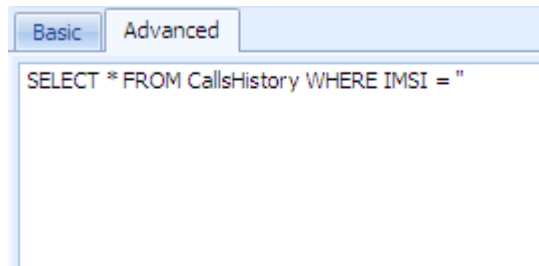 Basic
Advanced
SELECT * FROM CallsHistory WHERE IMSI = ''